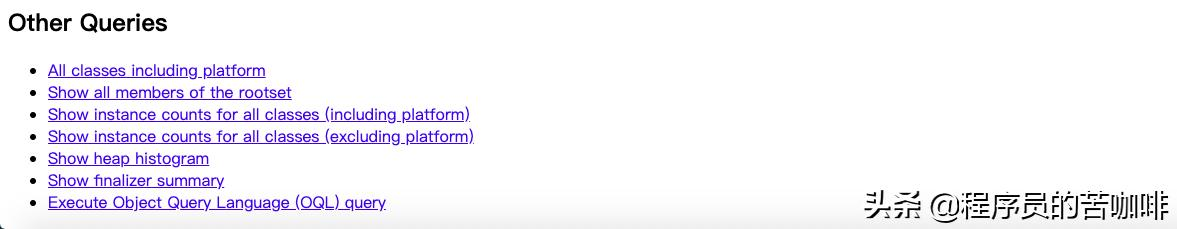 Other Queries
All classes including platform
Show all members of the rootset
Show instance counts for all classes (including platform)
Show instance counts for all classes (excluding platform)
Show heap histogram
Show finalizer summary
Execute Object Query Language (OQL) query
头条 @程序员的苦咖啡